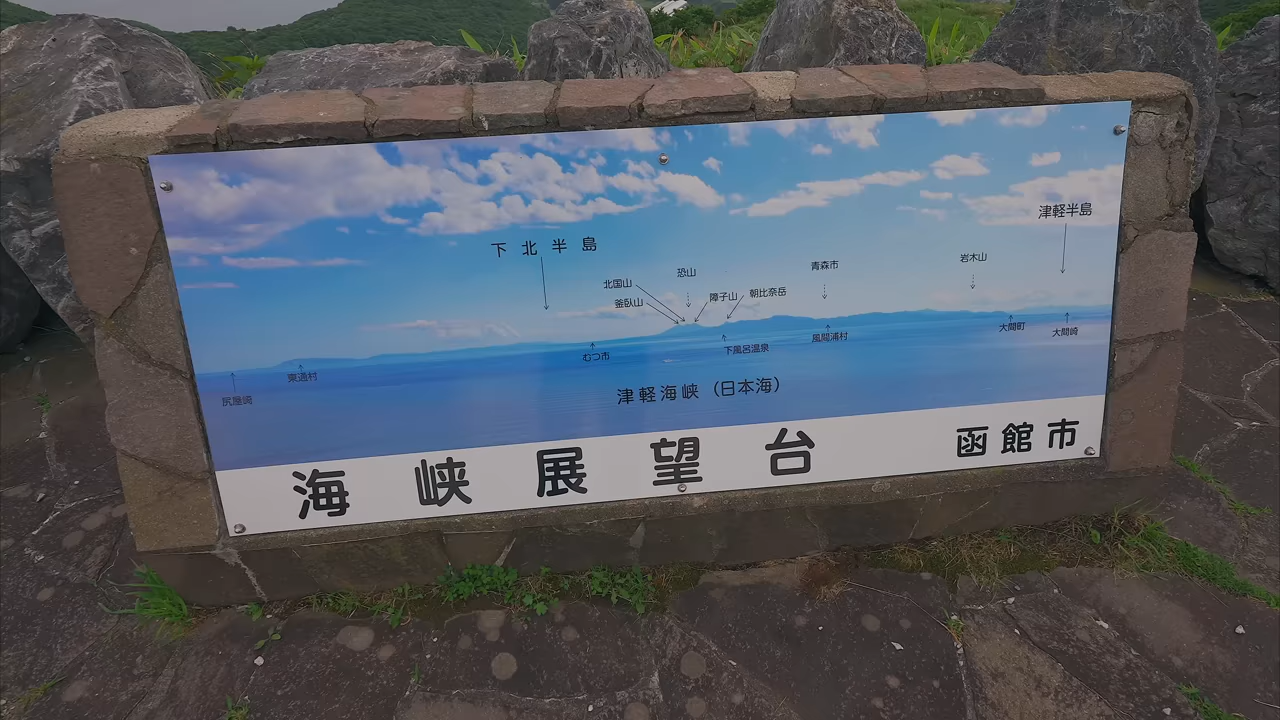 津軽半島
下北半島
恐山
青森市
岩木山
北国山
釜臥山
障子山
朝比奈岳
むつ市
下風呂温泉
風間浦村
大間町
大間崎
東通村
尻屋崎
津軽海峡（日本海）
海峡展望台
函館市